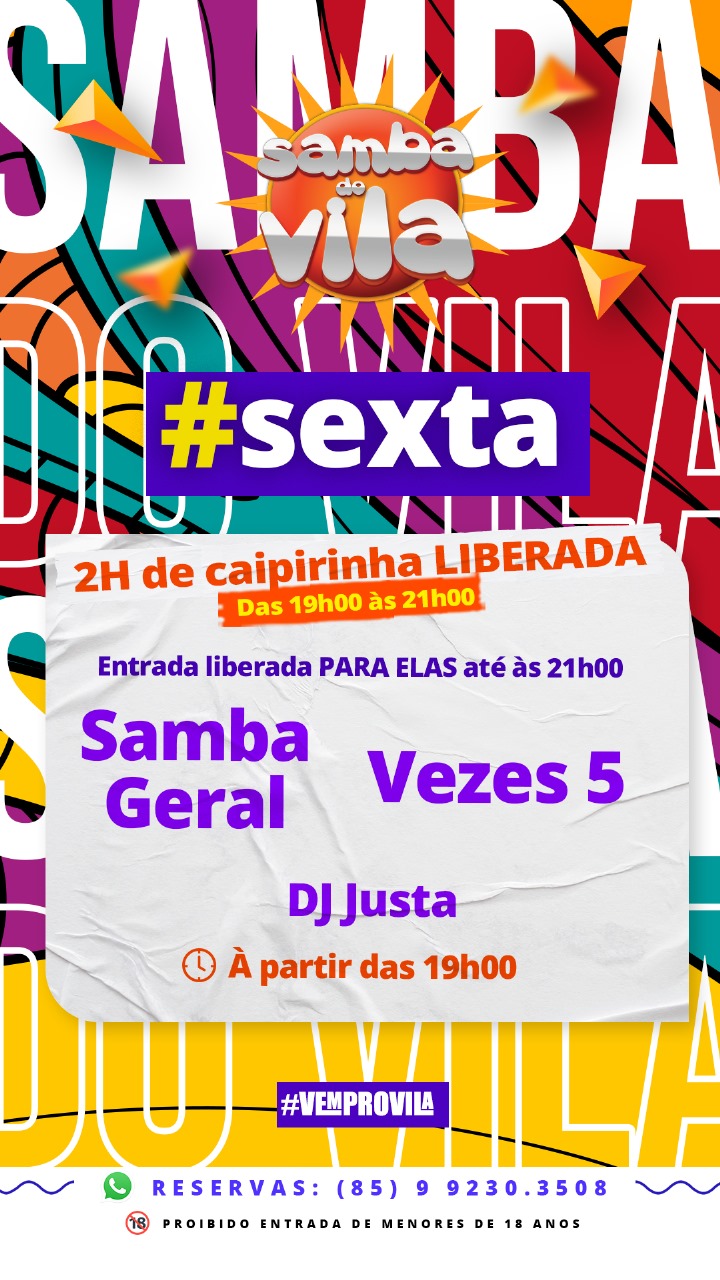 SAMBA
samba
do
vila
DO VILA
#sexta
2H de caipirinha LIBERADA
Das 19h00 às 21h00
Entrada liberada PARA ELAS até às 21h00
Samba
Geral
Vezes 5
DJ Justa
À partir das 19h00
DO VILA
#VEMPROVILA
RESERVAS: (85) 9 9230.3508
18
PROIBIDO ENTRADA DE MENORES DE 18 ANOS